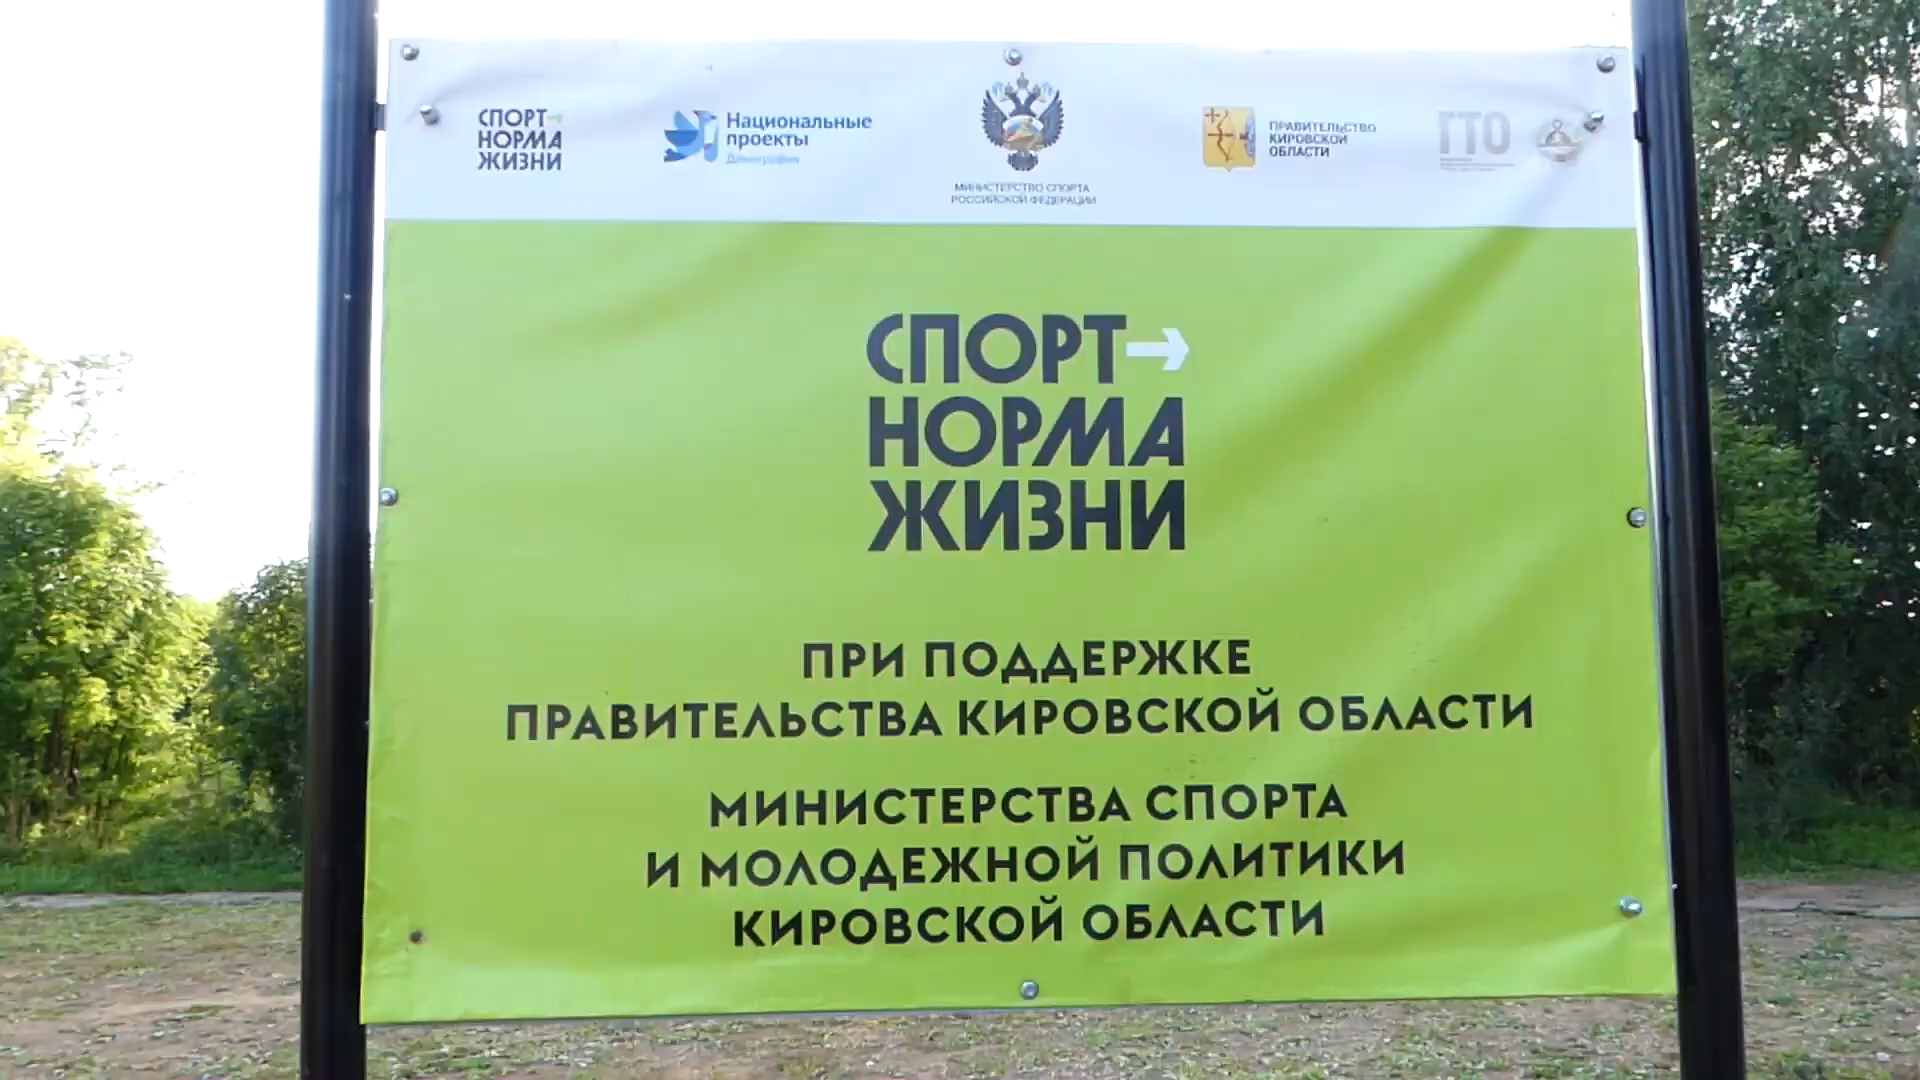 СПОРТ
НОРМА
ЖИЗНИ
Национальные
проекты
Демография
МИНИСТЕРСТВО СПОРТА
РОССИЙСКОЙ ФЕДЕРАЦИИ
ПРАВИТЕЛЬСТВО
КИРОВСКОЙ
ОБЛАСТИ
ГТО
СПОРТ
НОРМА
ЖИЗНИ
ПРИ ПОДДЕРЖКЕ
ПРАВИТЕЛЬСТВА КИРОВСКОЙ ОБЛАСТИ
МИНИСТЕРСТВА СПОРТА
И МОЛОДЕЖНОЙ ПОЛИТИКИ
КИРОВСКОЙ ОБЛАСТИ